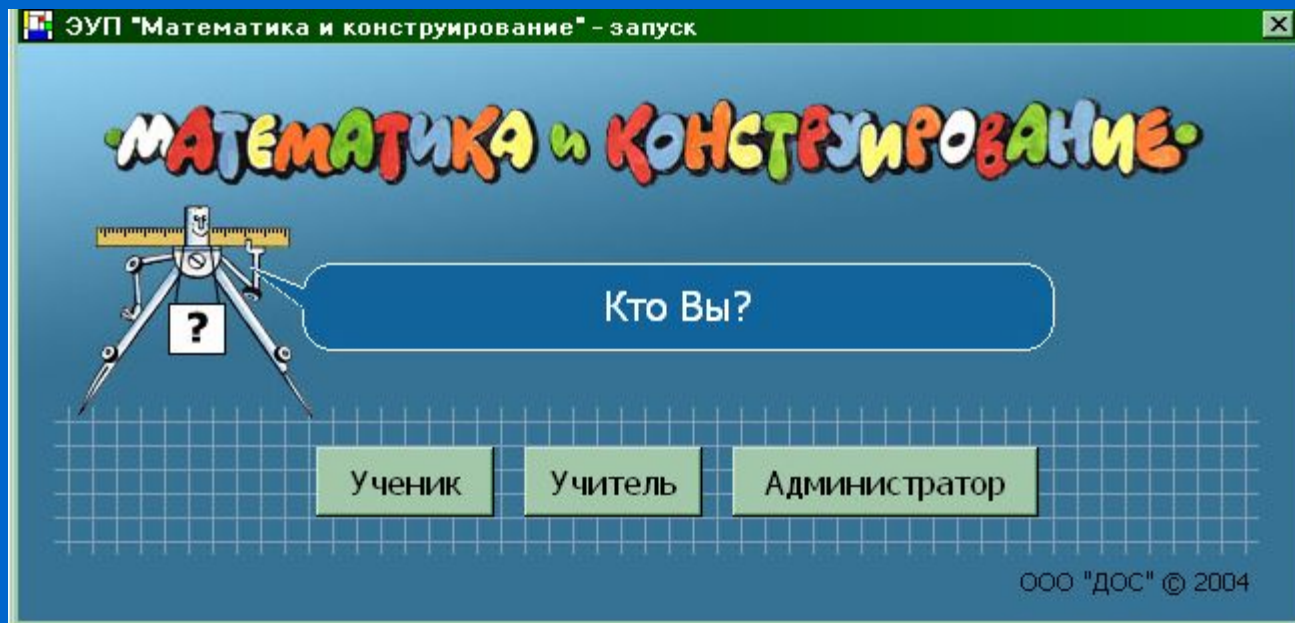 ЭУП "Математика и конструирование" - запуск
МАТЕМАТИКА и КОНСТРУИРОВАНИЕ
Кто Вы?
?
Ученик Учитель Администратор
ООО "ДОС" © 2004